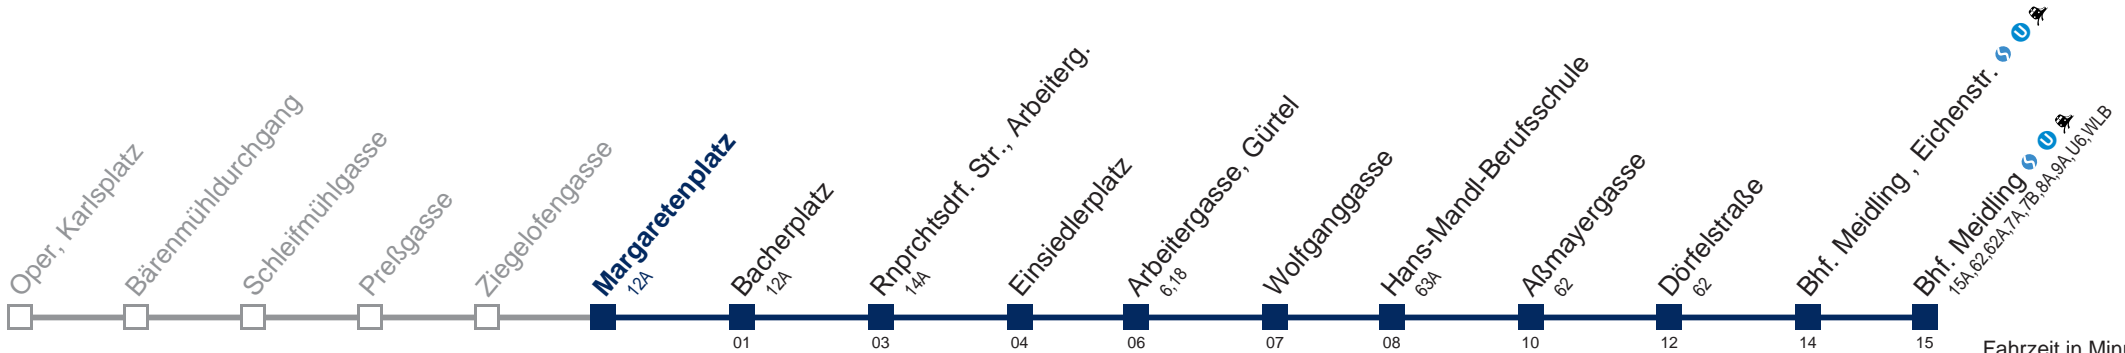 Oper, Karlsplatz
Bärenmühldurchgang
Schleifmühlgasse
Preßgasse
Ziegelofengasse
Margaretenplatz
12A
Bacherplatz
12A
Rnprchtsdrf. Str., Arbeiterg.
14A
Einsiedlerplatz
Arbeitergasse, Gürtel
6,18
Wolfganggasse
Hans-Mandl-Berufsschule
63A
Aßmayergasse
62
Dörfelstraße
62
Bhf. Meidling , Eichenstr. S U
Bhf. Meidling S U
15A,62,62A,7A,7B,8A,9A,U6,WLB
01 03 04 06 07 08 10 12 14 15
Fahrzeit in